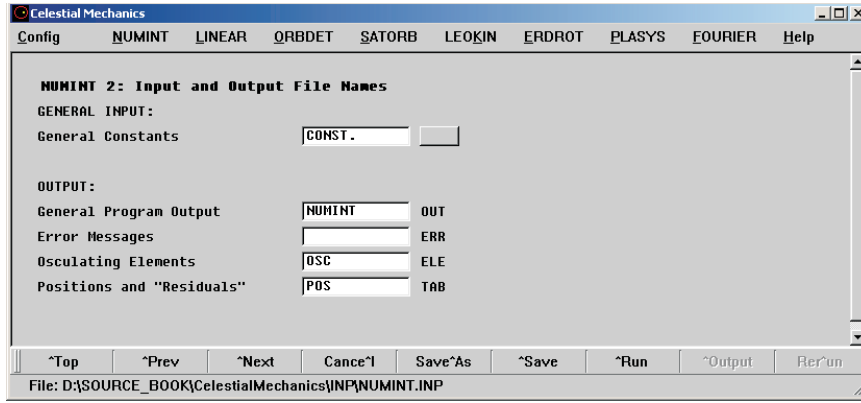 Celestial Mechanics
Config NUMINT LINEAR ORBDET SATORB LEOKIN ERDROT PLASYS FOURIER Help
NUMINT 2: Input and Output File Names
GENERAL INPUT:
General Constants CONST.
OUTPUT:
General Program Output NUMINT OUT
Error Messages ERR
Osculating Elements OSC ELE
Positions and "Residuals" POS TAB
^Top ^Prev ^Next Cance^l Save^As ^Save ^Run ^Output Rer^un
File: D:\SOURCE_BOOK\CelestialMechanics\INP\NUMINT.INP